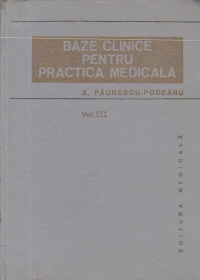 BAZE CLINICE
PENTRU
PRACTICA MEDICALĂ
A. PĂUNESCU-PODEANU
Vol. III
EDITURA MEDICALĂ